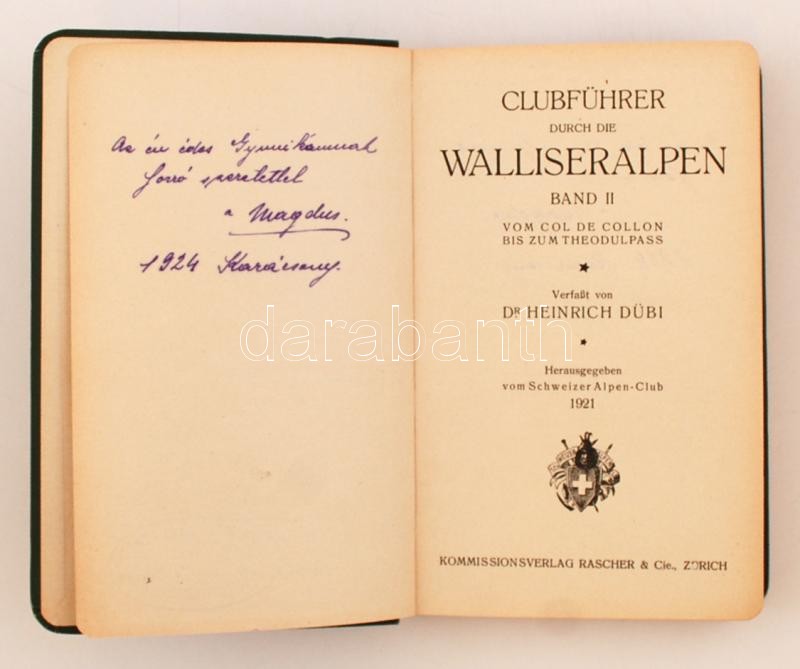 Az én édes Gyunikámnak
forró szeretettel
a Magdus.
1924 Karácsony.
CLUBFÜHRER
DURCH DIE
WALLISERALPEN
BAND II
VOM COL DE COLLON
BIS ZUM THEODULPASS
Verfaßt von
DR HEINRICH DÜBI
Herausgegeben
vom Schweizer Alpen-Club
1921
KOMMISSIONSVERLAG RASCHER & Cie., ZÜRICH
darabanth